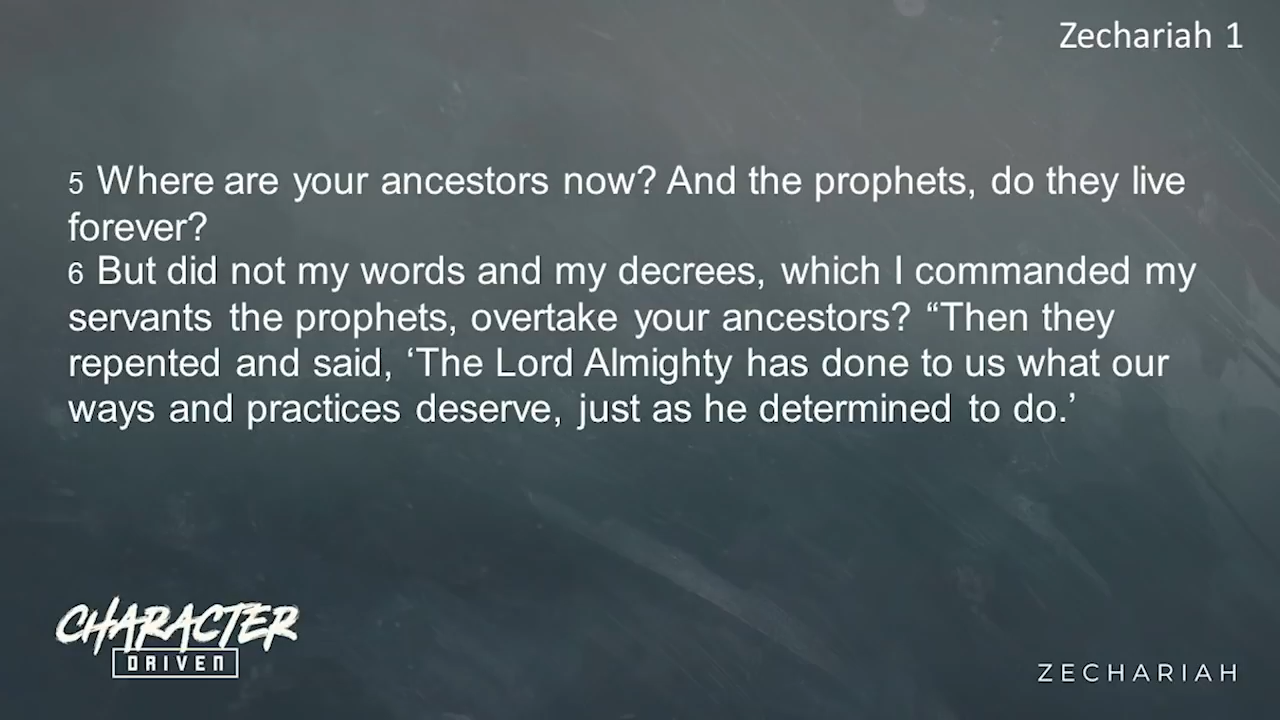 Zechariah 1
5 Where are your ancestors now? And the prophets, do they live
forever?
6 But did not my words and my decrees, which I commanded my
servants the prophets, overtake your ancestors? “Then they
repented and said, ‘The Lord Almighty has done to us what our
ways and practices deserve, just as he determined to do.’
CHARACTER
DRIVEN
ZECHARIAH